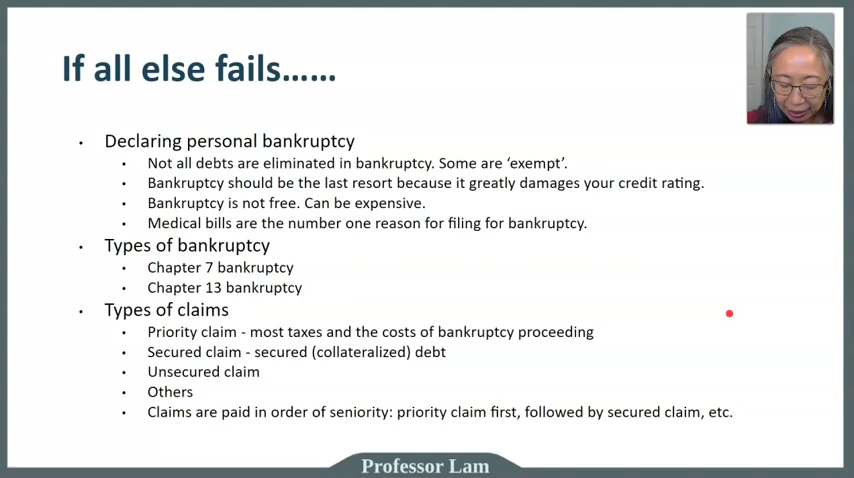 If all else fails……
Declaring personal bankruptcy
Not all debts are eliminated in bankruptcy. Some are ‘exempt’.
Bankruptcy should be the last resort because it greatly damages your credit rating.
Bankruptcy is not free. Can be expensive.
Medical bills are the number one reason for filing for bankruptcy.
Types of bankruptcy
Chapter 7 bankruptcy
Chapter 13 bankruptcy
Types of claims
Priority claim - most taxes and the costs of bankruptcy proceeding
Secured claim - secured (collateralized) debt
Unsecured claim
Others
Claims are paid in order of seniority: priority claim first, followed by secured claim, etc.
Professor Lam